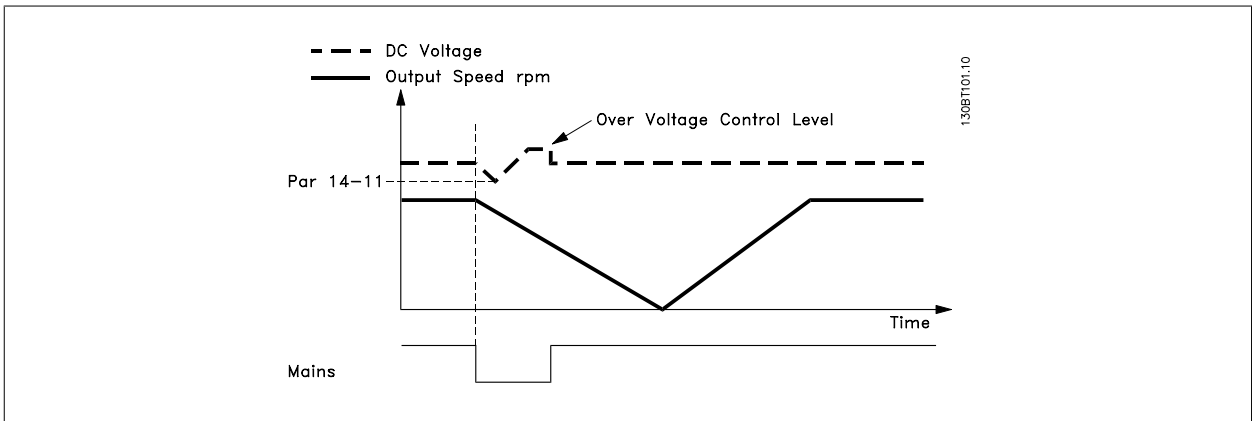 DC Voltage
Output Speed rpm
130BT101.10
Over Voltage Control Level
Par 14-11
Time
Mains